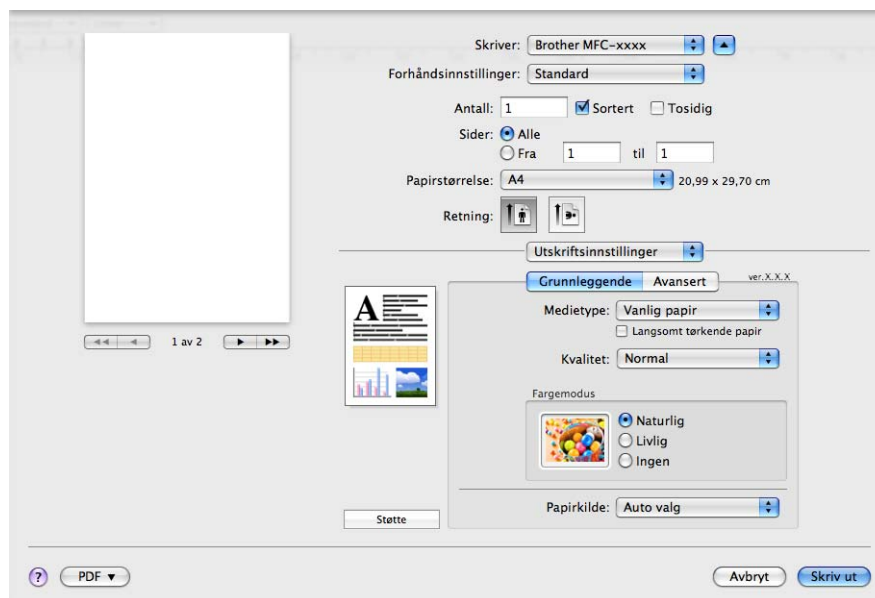 Skriver: Brother MFC-xxxx
Forhåndsinnstillinger: Standard
Antall: 1 Sortert Tosidig
Sider: Alle
Fra 1 til 1
Papirstørrelse: A4 20,99 x 29,70 cm
Retning:
Utskriftsinnstillinger
Grunnleggende Avansert ver.X.X.X
A
Medietype: Vanlig papir
Langsomt tørkende papir
1 av 2
Kvalitet: Normal
Fargemodus
Naturlig
Livlig
Ingen
Papirkilde: Auto valg
Støtte
? PDF ▼ Avbryt Skriv ut